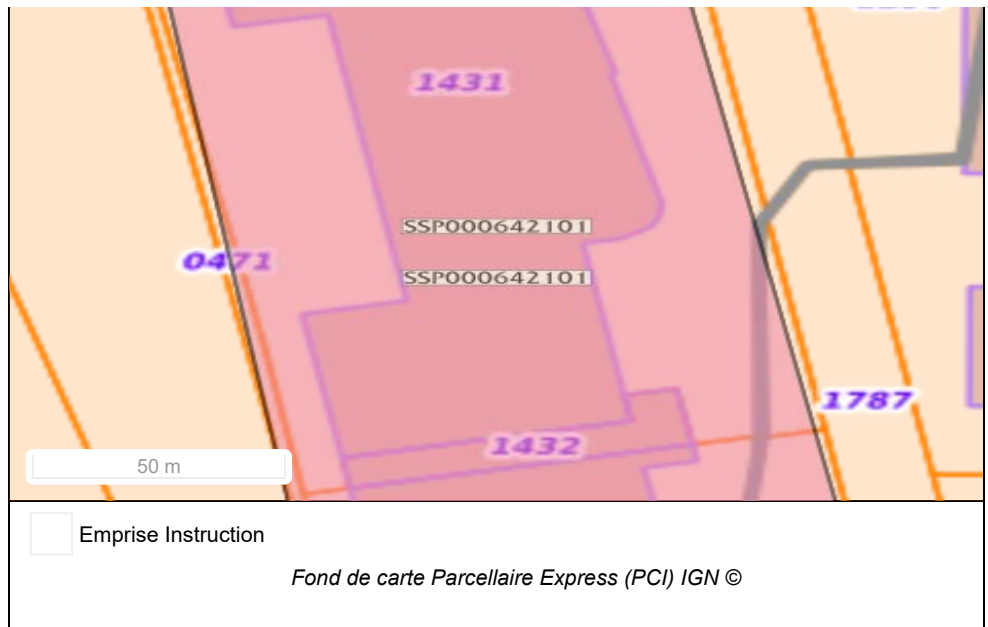 1431
SSP000642101
0471
SSP000642101
1787
1432
50 m
Emprise Instruction
Fond de carte Parcellaire Express (PCI) IGN ©